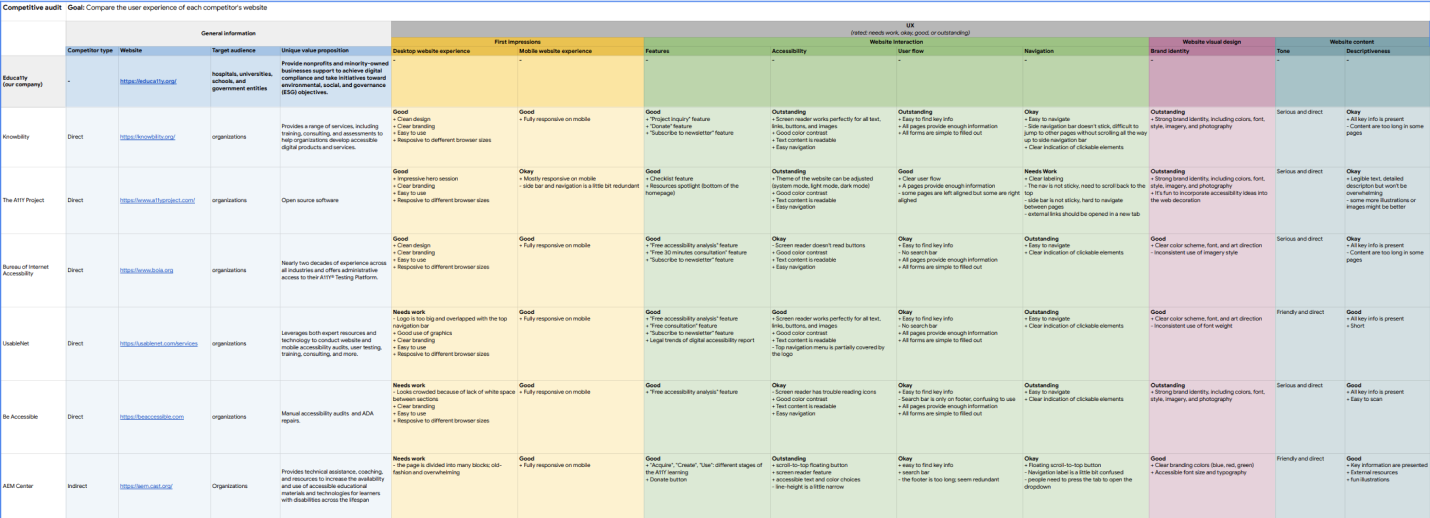 Competitive audit Goal: Compare the user experience of each competitor's website
UX
General information
(rated: needs work, okay, good, or outstanding)
First impressions Website interaction Website visual design Website content
Competitor type Website Target audience Unique value proposition Desktop website experience Mobile website experience Features Accessibility User flow Navigation Brand identity Tone Descriptiveness
Educa11y
(our company)
-
https://educa11y.org/
hospitals, universities,
schools, and
government entities
Provide nonprofits and minority-owned
businesses support to achieve digital
compliance and take initiatives toward
environmental, social, and governance
(ESG) objectives.
- - - - - - - - -
Knowbility
Direct
https://knowbility.org/
organizations
Provides a range of services, including
training, consulting, and assessments to
help organizations develop accessible
digital products and services.
Good
+ Clean design
+ Clear branding
+ Easy to use
+ Resposive to defferent browser sizes
Good
+ Fully responsive on mobile
Good
+ "Project Inquiry" feature
+ "Donate" feature
+ "Subscribe to newsletter" feature
Outstanding
+ Screen reader works perfectly for all text,
links, buttons, and images
+ Good color contrast
+ Text content is readable
+ Easy navigation
Outstanding
+ Easy to find key info
+ All pages provide enough information
+ All forms are simple to filled out
Okay
+ Easy to navigate
- Side navigation bar doesn't stick, difficult to
jump to other pages without scrolling all the way
up to side navigation bar
+ Clear indication of clickable elements
Outstanding
+ Strong brand identity, including colors, font,
style, imagery, and photography
Serious and direct
Okay
+ All key info is present
- Content are too long in some
pages
The A11Y Project
Direct
https://www.a11yproject.com/
organizations
Open source software
Good
+ Impressive hero session
+ Clear branding
+ Easy to use
+ Resposive to different browser sizes
Okay
+ Mostly responsive on mobile
- side bar and navigation is a little bit redundant
Good
+ Checklist feature
+ Resources spotlight (bottom of the
homepage)
Outstanding
+ Theme of the website can be adjusted
(system mode, light mode, dark mode)
+ Good color contrast
+ Text content is readable
+ Easy navigation
Good
+ Clear user flow
+ A pages provide enough information
- some pages are left aligned but some are right
aligned
Needs Work
+ Clear labeling
- The nav is not sticky, need to scroll back to the
top
- side bar is not sticky, hard to navigate
between pages
- external links should be opened in a new tab
Outstanding
+ Strong brand identity, including colors, font,
style, imagery, and photography
+ It's fun to incorporate accessibility ideas into
the web decoration
Serious and direct
Okay
+ Legible text, detailed
descripton but won't be
overwhelming
- some more illustrations or
images might be better
Bureau of Internet
Accessibility
Direct
https://www.boia.org
organizations
Nearly two decades of experience across
all industries and offers administrative
access to their A11Y® Testing Platform.
Good
+ Clean design
+ Clear branding
+ Easy to use
+ Resposive to different browser sizes
Good
+ Fully responsive on mobile
Good
+ "Free accessibility analysis" feature
+ "Free 30 minutes consultation" feature
+ "Subscribe to newsletter" feature
Okay
- Screen reader doesn't read buttons
+ Good color contrast
+ Text content is readable
+ Easy navigation
Okay
+ Easy to find key info
- No search bar
+ All pages provide enough information
+ All forms are simple to filled out
Outstanding
+ Easy to navigate
+ Clear indication of clickable elements
Good
+ Clear color scheme, font, and art direction
- Inconsistent use of imagery style
Serious and direct
Okay
+ All key info is present
- Content are too long in some
pages
UsableNet
Direct
https://usablenet.com/services
organizations
Leverages both expert resources and
technology to conduct website and
mobile accessibility audits, user testing,
training, consulting, and more.
Needs work
- Logo is too big and overlapped with the top
navigation bar
+ Good use of graphics
+ Clear branding
+ Easy to use
+ Resposive to different browser sizes
Good
+ Fully responsive on mobile
Good
+ "Free accessibility analysis" feature
+ "Free consultation" feature
+ "Subscribe to newsletter" feature
+ Legal trends of digital accessibility report
Good
+ Screen reader works perfectly for all text,
links, buttons, and images
+ Good color contrast
+ Text content is readable
- Top navigation menu is partially covered by
the logo
Okay
+ Easy to find key info
- No search bar
+ All pages provide enough information
+ All forms are simple to filled out
Outstanding
+ Easy to navigate
+ Clear indication of clickable elements
Good
+ Clear color scheme, font, and art direction
- Inconsistent use of font weight
Friendly and direct
Good
+ All key info is present
+ Short
Be Accessible
Direct
https://beaccessible.com
organizations
Manual accessibility audits and ADA
repairs.
Needs work
- Looks crowded because of lack of white space
between sections
+ Clear branding
+ Easy to use
+ Resposive to different browser sizes
Good
+ Fully responsive on mobile
Good
+ "Free accessibility analysis" feature
Okay
- Screen reader has trouble reading icons
+ Good color contrast
+ Text content is readable
+ Easy navigation
Okay
+ Easy to find key info
- Search bar is only on footer, confusing to use
+ All pages provide enough information
+ All forms are simple to filled out
Outstanding
+ Easy to navigate
+ Clear indication of clickable elements
Outstanding
+ Strong brand identity, including colors, font,
style, imagery, and photography
Serious and direct
Good
+ All key info is present
+ Easy to scan
AEM Center
Indirect
https://aem.cast.org/
Organizations
Provides technical assistance, coaching,
and resources to increase the availability
and use of accessible educational
materials and technologies for learners
with disabilities across the lifespan
Needs work
- the page is divided into many blocks; old-
fashion and overwhelming
Good
+ Fully responsive on mobile
Good
+ "Acquire", "Create", "Use": different stages of
the A11Y learning
+ Donate button
Outstanding
+ scroll-to-top floating button
+ screen reader feature
+ accessible text and color choices
- line-height is a little narrow
Okay
+ easy to find key info
+ search bar
- the footer is too long; seem redundant
Okay
+ Floating scroll-to-top button
- Navigation label is a little bit confused
- people need to press the tab to open the
dropdown
Good
+ Clear branding colors (blue, red, green)
+ Accessible font size and typography
Friendly and direct
Good
+ Key information are presented
+ External resources
+ fun illustrations